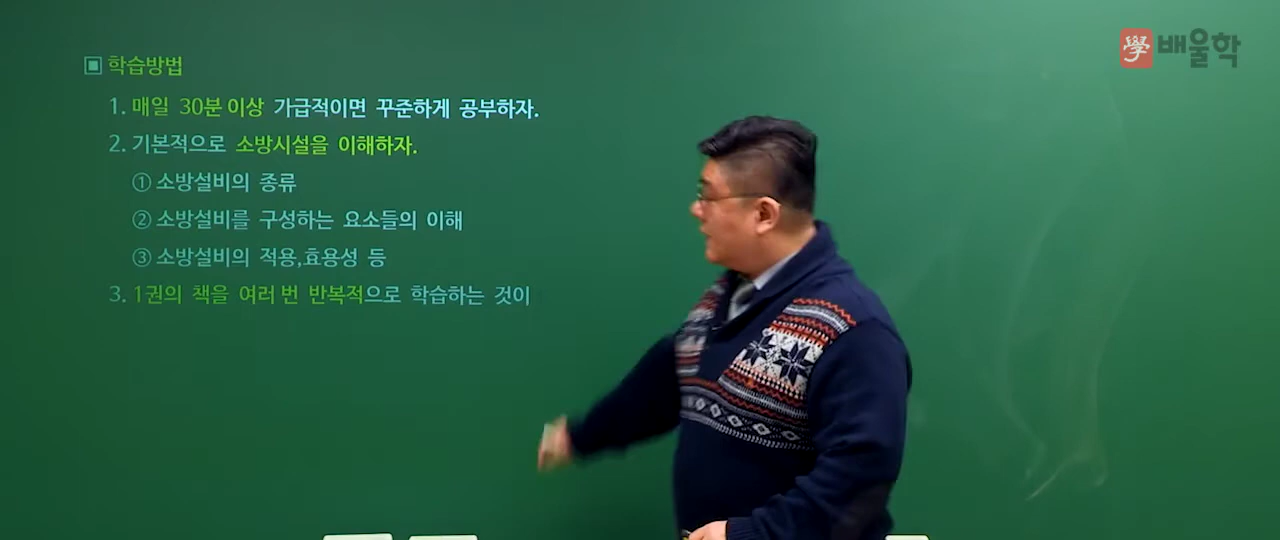 學 배울학
▣ 학습방법
1. 매일 30분 이상 가급적이면 꾸준하게 공부하자.
2. 기본적으로 소방시설을 이해하자.
① 소방설비의 종류
② 소방설비를 구성하는 요소들의 이해
③ 소방설비의 적용,효용성 등
3. 1권의 책을 여러 번 반복적으로 학습하는 것이